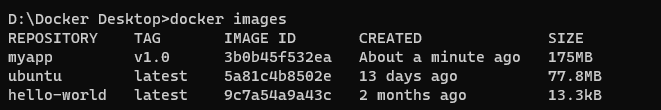 D:\Docker Desktop>docker images
REPOSITORY TAG IMAGE ID CREATED SIZE
myapp v1.0 3b0b45f532ea About a minute ago 175MB
ubuntu latest 5a81c4b8502e 13 days ago 77.8MB
hello-world latest 9c7a54a9a43c 2 months ago 13.3kB